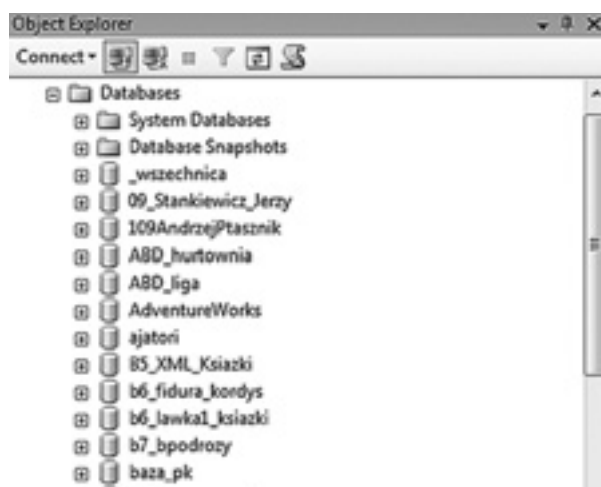 Object Explorer
Connect
Databases
System Databases
Database Snapshots
_wszechnica
09_Stankiewicz_Jerzy
109AndrzejPtasznik
ABD_hurtownia
ABD_liga
AdventureWorks
ajatori
B5_XML_Ksiazki
b6_fidura_kordys
b6_lawka1_ksiazki
b7_bpodrozy
baza_pk